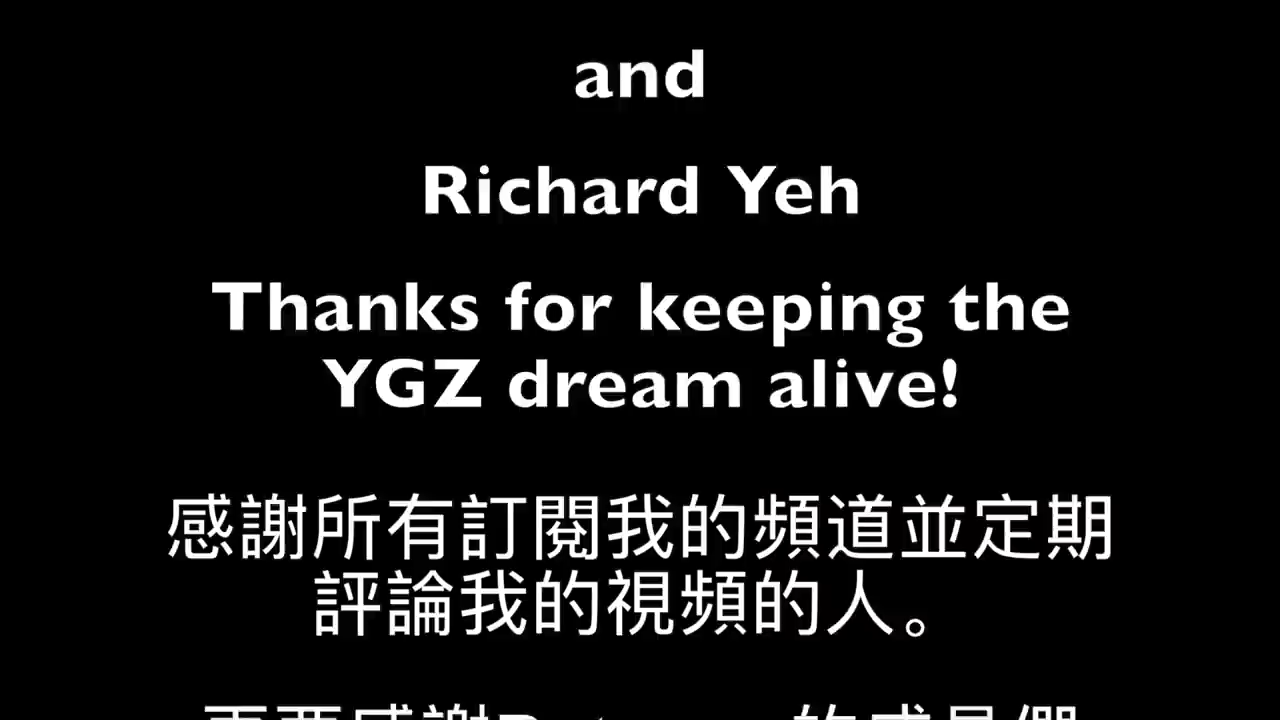 and
Richard Yeh
Thanks for keeping the
YGZ dream alive!
感謝所有訂閱我的頻道並定期
評論我的視頻的人。